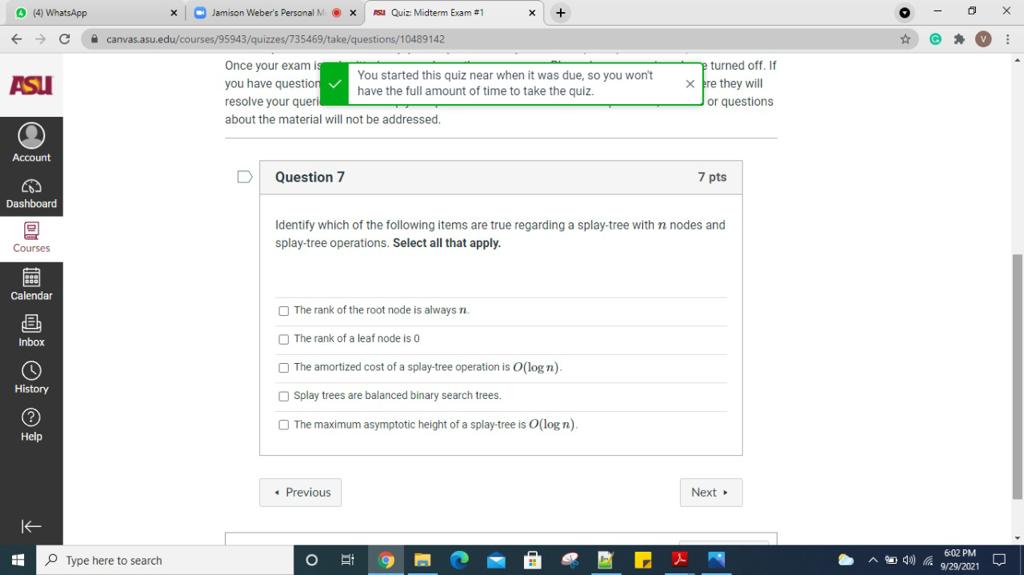 (4) WhatsApp
Jamison Weber's Personal M
Quiz: Midterm Exam #1
canvas.asu.edu/courses/95943/quizzes/735469/take/questions/10489142
V
Once your exam is
e turned off. If
you have question
ere they will
resolve your queri
or questions
about the material will not be addressed.
You started this quiz near when it was due, so you won't
have the full amount of time to take the quiz.
ASU
Account
Dashboard
Courses
Calendar
Inbox
History
Help
Question 7
7 pts
Identify which of the following items are true regarding a splay-tree with n nodes and
splay-tree operations. Select all that apply.
The rank of the root node is always n.
The rank of a leaf node is 0
The amortized cost of a splay-tree operation is O(log n).
Splay trees are balanced binary search trees.
The maximum asymptotic height of a splay-tree is O(log n).
◂ Previous
Next ▸
Type here to search
6:02 PM
9/29/2021